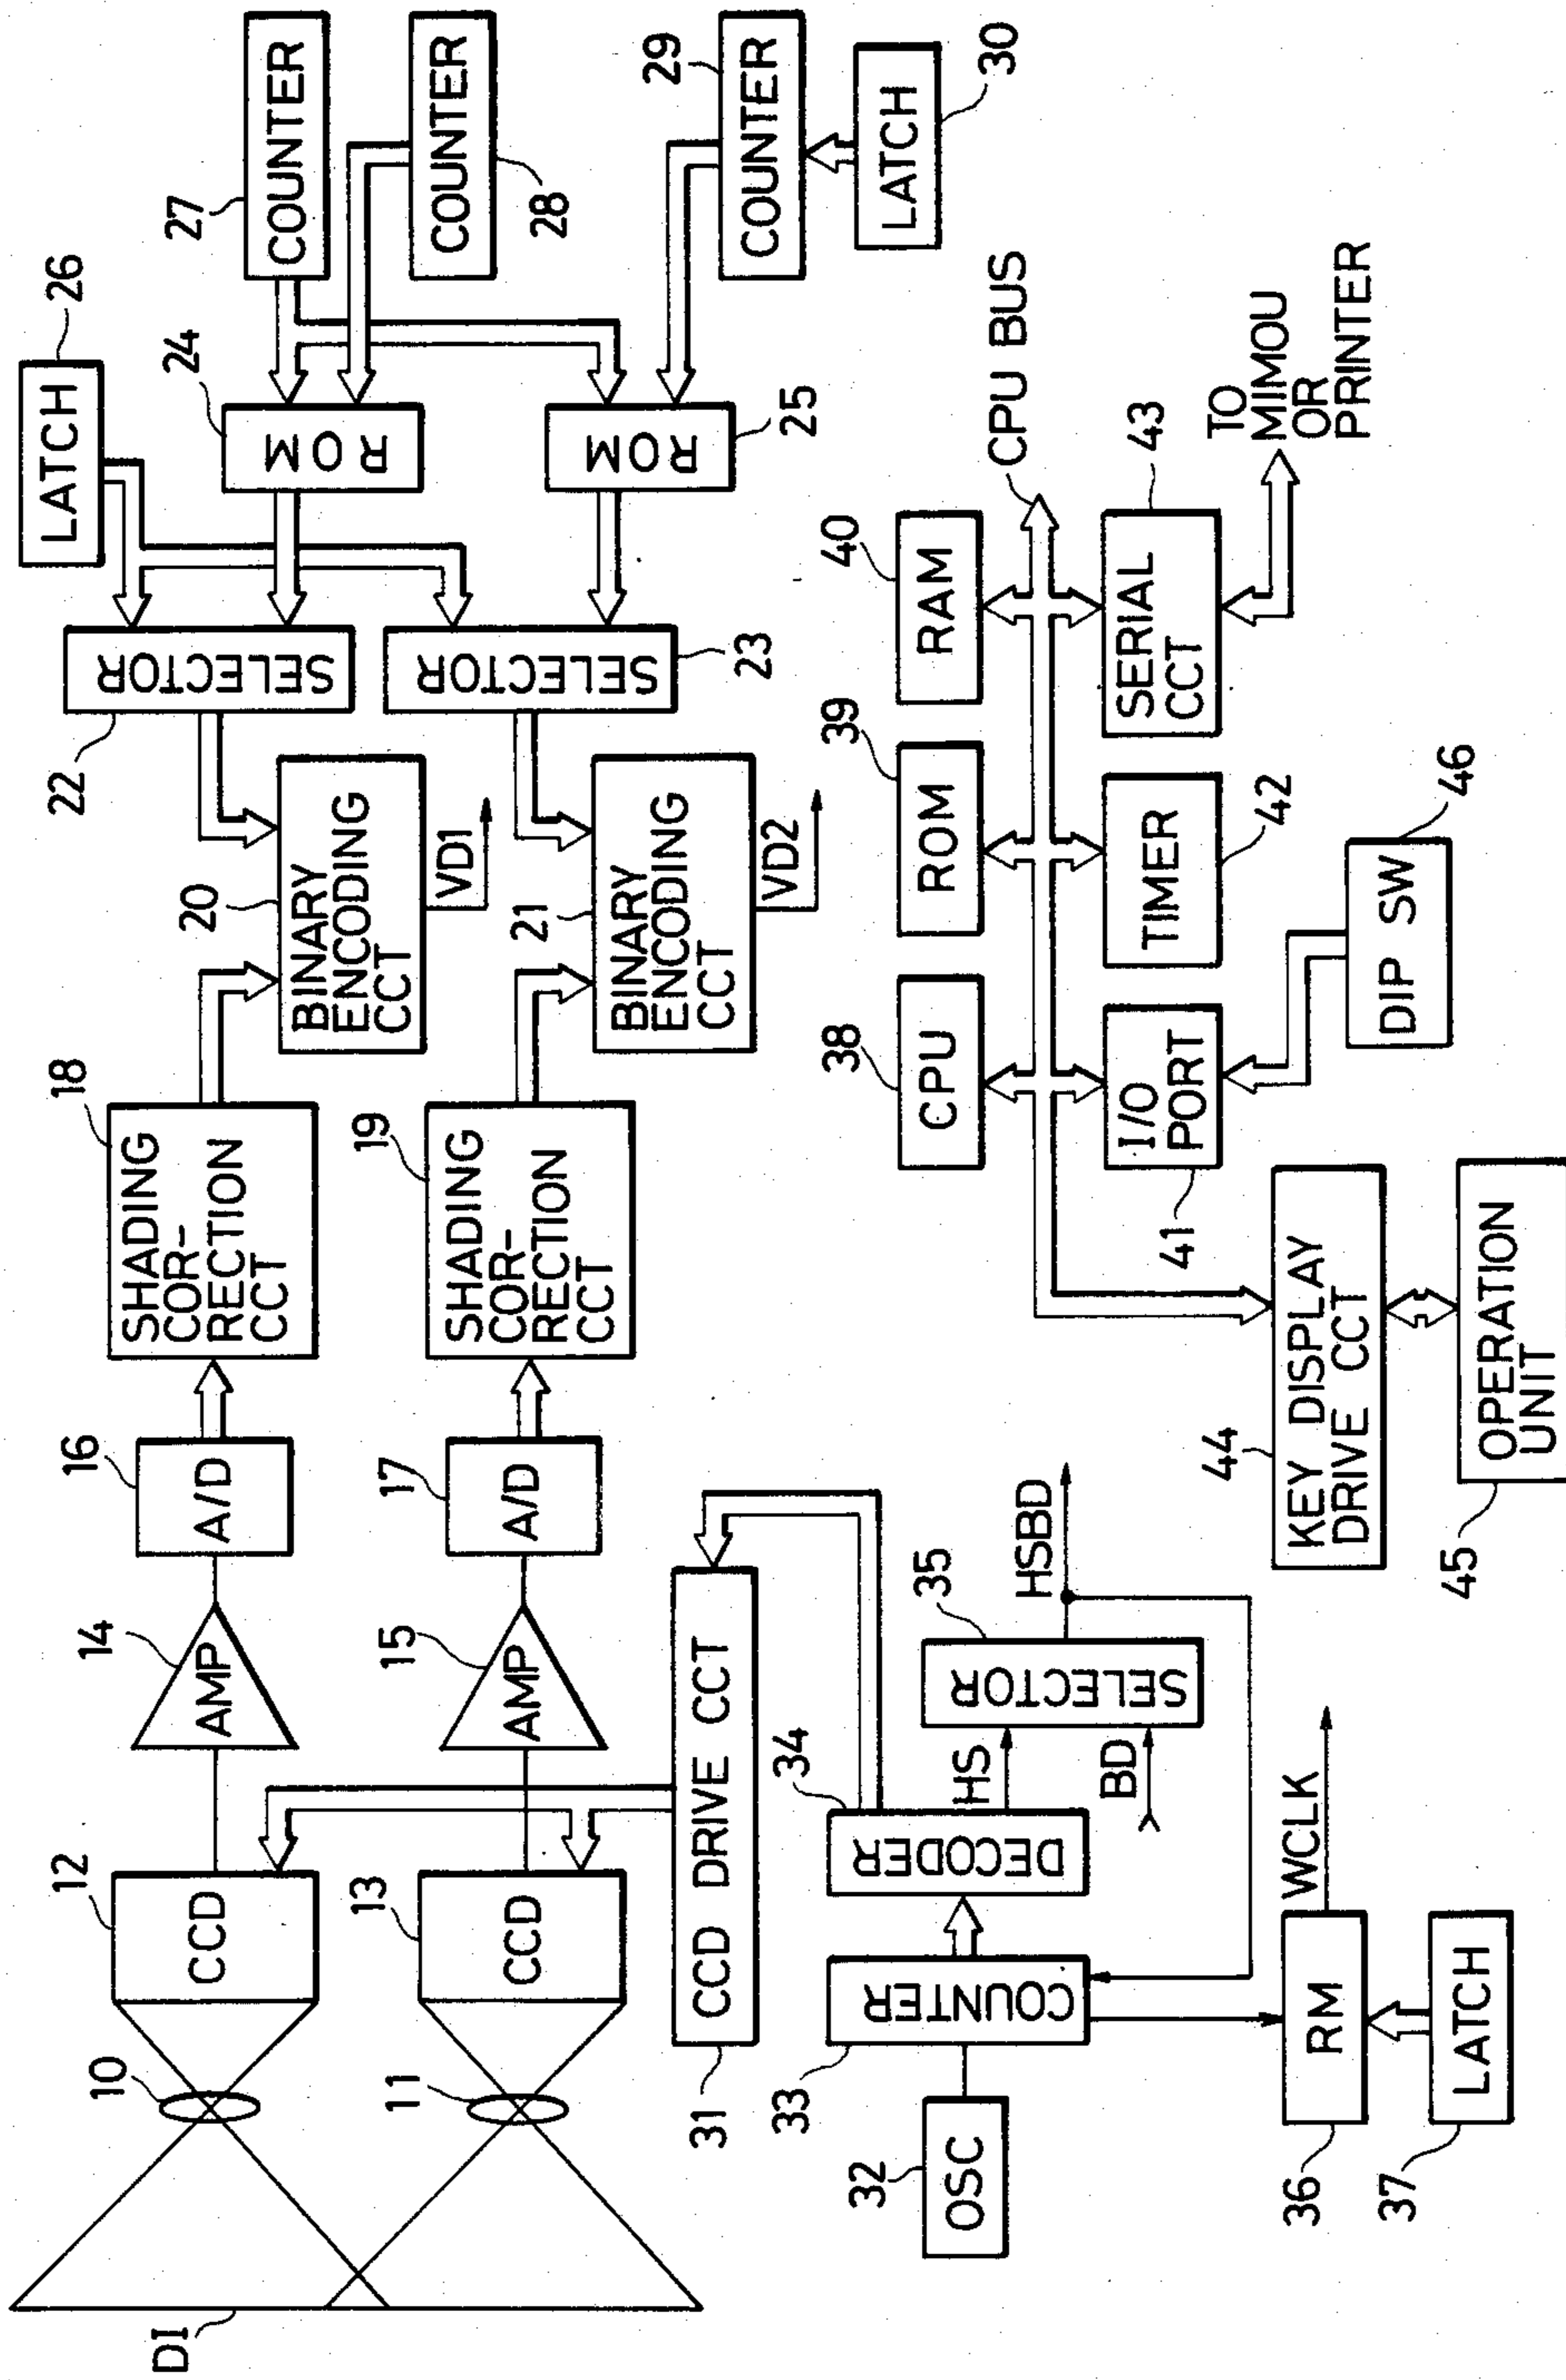 DI
10
11
12
CCD
13
CCD
14
AMP
15
AMP
16
A/D
17
A/D
18
SHADING
COR-
RECTION
CCT
19
SHADING
COR-
RECTION
CCT
20
BINARY
ENCODING
CCT
VD1
21
BINARY
ENCODING
CCT
VD2
22
SELECTOR
23
SELECTOR
24
ROM
25
ROM
26
LATCH
27
COUNTER
28
COUNTER
29
COUNTER
30
LATCH
31
CCD DRIVE CCT
32
OSC
33
COUNTER
34
DECODER
HS
BD
35
SELECTOR
HSBD
36
RM
WCLK
37
LATCH
38
CPU
39
ROM
40
RAM
CPU BUS
41
I/O
PORT
42
TIMER
43
SERIAL
CCT
TO
MIMOU
OR
PRINTER
44
KEY DISPLAY
DRIVE CCT
45
OPERATION
UNIT
46
DIP SW